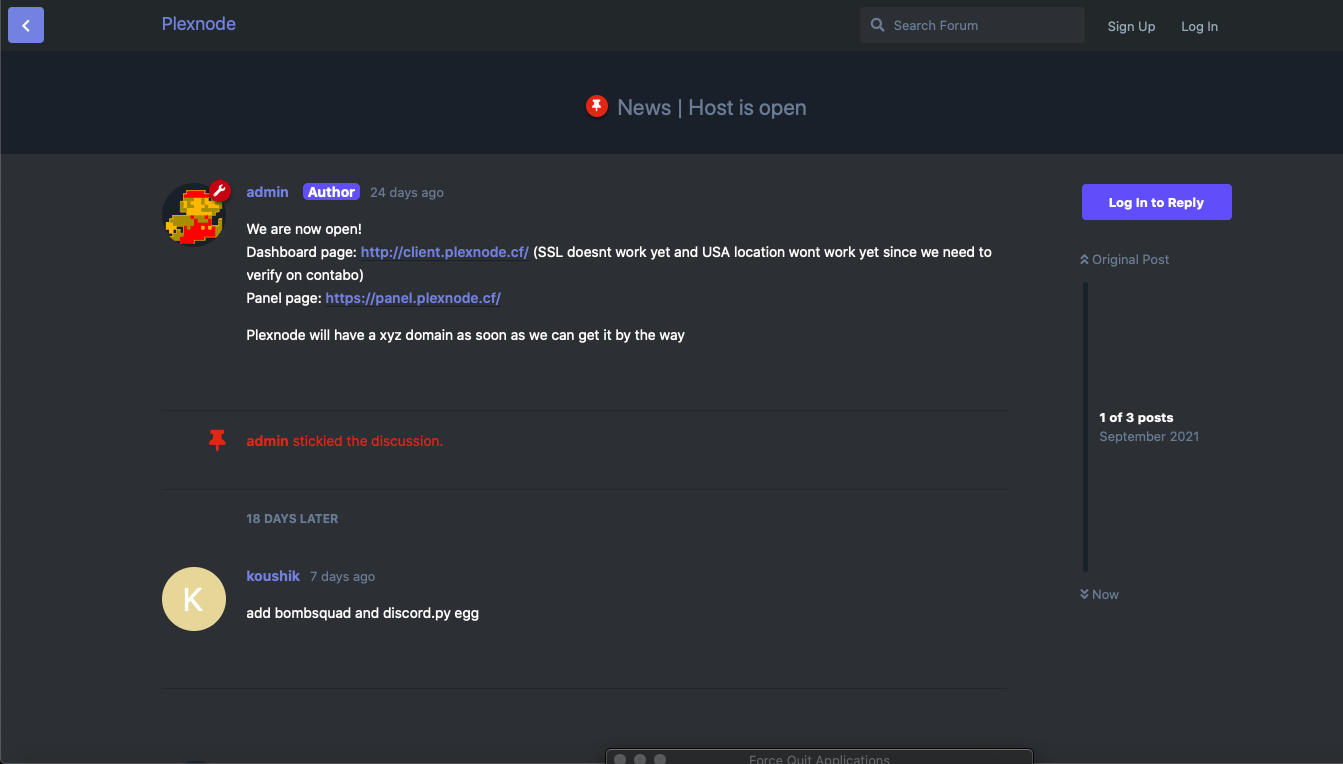 Plexnode
Search Forum
Sign Up
Log In
News | Host is open
admin Author 24 days ago
We are now open!
Dashboard page: http://client.plexnode.cf/ (SSL doesnt work yet and USA location wont work yet since we need to
verify on contabo)
Panel page: https://panel.plexnode.cf/
Plexnode will have a xyz domain as soon as we can get it by the way
Log In to Reply
Original Post
1 of 3 posts
September 2021
Now
admin stickied the discussion.
18 DAYS LATER
K
koushik 7 days ago
add bombsquad and discord.py egg
Force Quit Applications